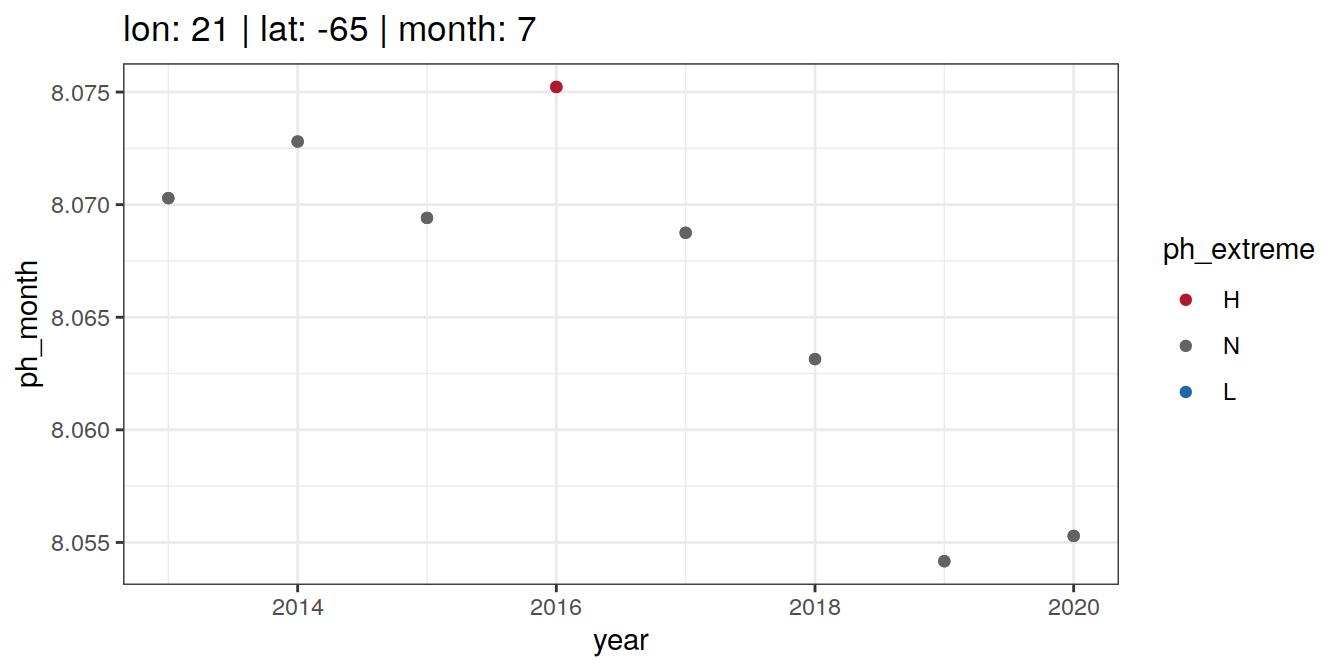 lon: 21 | lat: -65 | month: 7
8.075
8.070
8.065
8.060
8.055
ph_month
2014
2016
2018
2020
year
ph_extreme
H
N
L